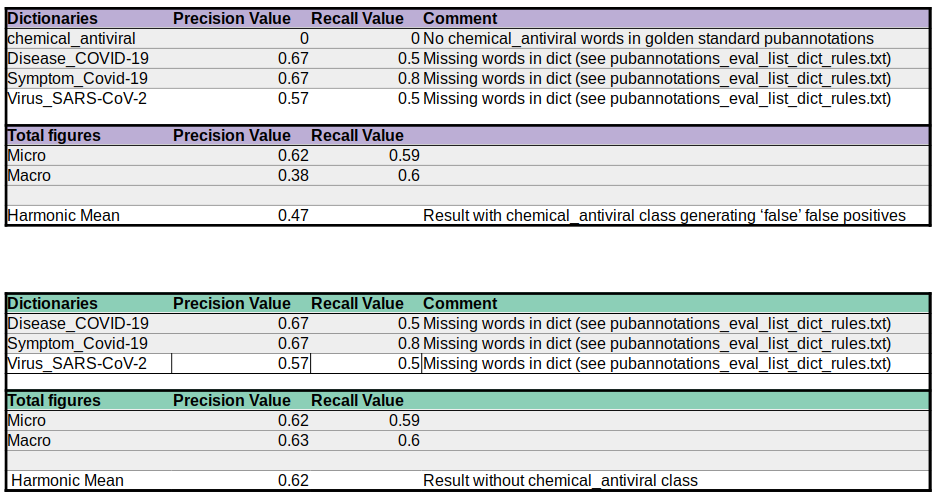 Dictionaries Precision Value Recall Value Comment
chemical_antiviral 0 0 No chemical_antiviral words in golden standard pubannotations
Disease_COVID-19 0.67 0.5 Missing words in dict (see pubannotations_eval_list_dict_rules.txt)
Symptom_Covid-19 0.67 0.8 Missing words in dict (see pubannotations_eval_list_dict_rules.txt)
Virus_SARS-CoV-2 0.57 0.5 Missing words in dict (see pubannotations_eval_list_dict_rules.txt)
Total figures Precision Value Recall Value
Micro 0.62 0.59
Macro 0.38 0.6
Harmonic Mean 0.47 Result with chemical_antiviral class generating ‘false’ false positives
Dictionaries Precision Value Recall Value Comment
Disease_COVID-19 0.67 0.5 Missing words in dict (see pubannotations_eval_list_dict_rules.txt)
Symptom_Covid-19 0.67 0.8 Missing words in dict (see pubannotations_eval_list_dict_rules.txt)
Virus_SARS-CoV-2 0.57 0.5 Missing words in dict (see pubannotations_eval_list_dict_rules.txt)
Total figures Precision Value Recall Value
Micro 0.62 0.59
Macro 0.63 0.6
Harmonic Mean 0.62 Result without chemical_antiviral class